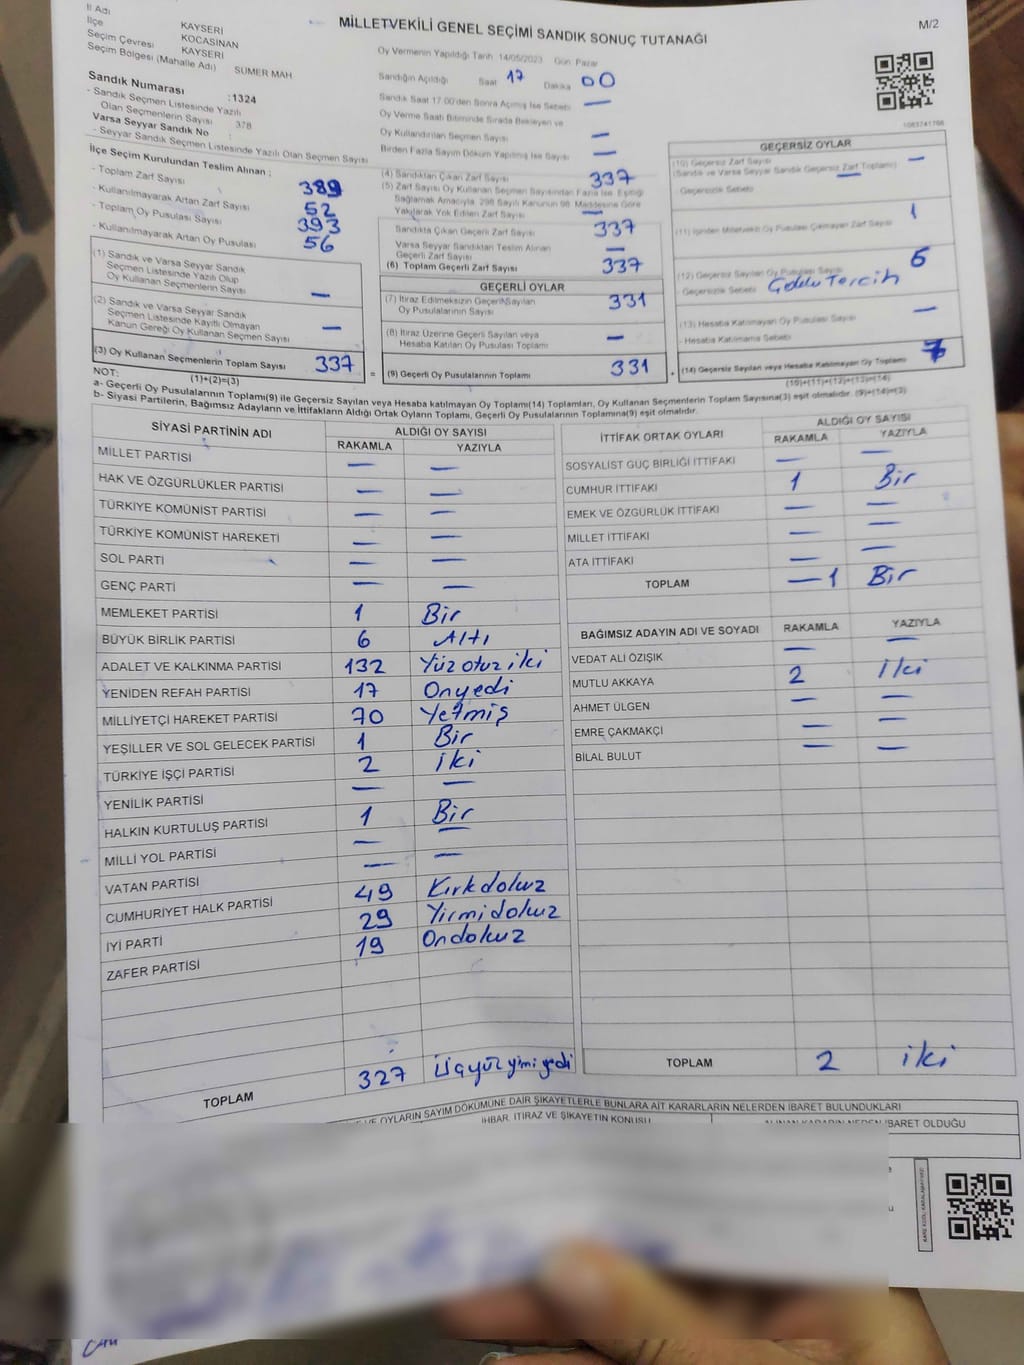 MİLLETVEKİLİ GENEL SEÇİMİ SANDIK SONUÇ TUTANAĞI
M/2
İl Adı KAYSERİ
İlçe KOCASİNAN
Seçim Çevresi KAYSERİ
Seçim Bölgesi (Mahalle Adı) SUMER MAH
Sandık Numarası :1324
- Sandık Seçmen Listesinde Yazılı
Olan Seçmenlerin Sayısı 378
Varsa Seyyar Sandık No :
- Seyyar Sandık Seçmen Listesinde Yazılı Olan Seçmen Sayısı
Oy Vermenin Yapıldığı Tarih 14/05/2023 Gün: Pazar
Sandığın Açıldığı Saat 17 Dakika 00
Sandık Saat 17.00'den Sonra Açılmış İse Sebebi —
Oy Verme Saati Bitiminde Sırada Bekleyen ve
Oy Kullandırılan Seçmen Sayısı —
Birden Fazla Sayım Döküm Yapılmış İse Sayısı —
İlçe Seçim Kurulundan Teslim Alınan :
- Toplam Zarf Sayısı 389
- Kullanılmayarak Artan Zarf Sayısı 52
- Toplam Oy Pusulası Sayısı 393
- Kullanılmayarak Artan Oy Pusulası 56
(1) Sandık ve Varsa Seyyar Sandık
Seçmen Listesinde Yazılı Olup
Oy Kullanan Seçmenlerin Sayısı —
(2) Sandık ve Varsa Seyyar Sandık
Seçmen Listesinde Kayıtlı Olmayan
Kanun Gereği Oy Kullanan Seçmen Sayısı —
(3) Oy Kullanan Seçmenlerin Toplam Sayısı 337
(1)+(2)=(3)
(4) Sandıktan Çıkan Zarf Sayısı 337
(5) Zarf Sayısı Oy Kullanan Seçmen Sayısından Fazla İse, Eşitliği
Sağlamak Amacıyla, 298 Sayılı Kanunun 98. Maddesine Göre
Yakılarak Yok Edilen Zarf Sayısı —
Sandıkta Çıkan Geçerli Zarf Sayısı 337
Varsa Seyyar Sandıktan Teslim Alınan
Geçerli Zarf Sayısı —
(6) Toplam Geçerli Zarf Sayısı 337
GEÇERLİ OYLAR
(7) İtiraz Edilmeksizin Geçerli Sayılan
Oy Pusulalarının Sayısı 331
(8) İtiraz Üzerine Geçerli Sayılan veya
Hesaba Katılan Oy Pusulası Toplamı —
= (9) Geçerli Oy Pusulalarının Toplamı 331 +
1083741766
GEÇERSİZ OYLAR
(10) Geçersiz Zarf Sayısı —
(Sandık ve Varsa Seyyar Sandık Geçersiz Zarf Toplamı)
- Geçersizlik Sebebi —
(11) İçinden Milletvekili Oy Pusulası Çıkmayan Zarf Sayısı 1
(12) Geçersiz Sayılan Oy Pusulası Sayısı 6
Geçersizlik Sebebi Çoklu Tercih
(13) Hesaba Katılmayan Oy Pusulası Sayısı —
- Hesaba Katılmama Sebebi
(14) Geçersiz Sayılan veya Hesaba Katılmayan Oy Toplamı 7
(10)+(11)+(12)+(13)=(14)
NOT:
a- Geçerli Oy Pusulalarının Toplamı(9) ile Geçersiz Sayılan veya Hesaba katılmayan Oy Toplamı(14) Toplamları, Oy Kullanan Seçmenlerin Toplam Sayısına(3) eşit olmalıdır. (9)+(14)=(3)
b- Siyasi Partilerin, Bağımsız Adayların ve İttifakların Aldığı Ortak Oyların Toplamı, Geçerli Oy Pusulalarının Toplamına(9) eşit olmalıdır.
SİYASİ PARTİNİN ADI ALDIĞI OY SAYISI
RAKAMLA YAZIYLA
MİLLET PARTİSİ — —
HAK VE ÖZGÜRLÜKLER PARTİSİ — —
TÜRKİYE KOMÜNİST PARTİSİ — —
TÜRKİYE KOMÜNİST HAREKETİ — —
SOL PARTİ — —
GENÇ PARTİ — —
MEMLEKET PARTİSİ 1 Bir
BÜYÜK BİRLİK PARTİSİ 6 Altı
ADALET VE KALKINMA PARTİSİ 132 Yüz otuz iki
YENİDEN REFAH PARTİSİ 17 Onyedi
MİLLİYETÇİ HAREKET PARTİSİ 70 Yetmiş
YEŞİLLER VE SOL GELECEK PARTİSİ 1 Bir
TÜRKİYE İŞÇİ PARTİSİ 2 iki
YENİLİK PARTİSİ — —
HALKIN KURTULUŞ PARTİSİ 1 Bir
MİLLİ YOL PARTİSİ — —
VATAN PARTİSİ — —
CUMHURİYET HALK PARTİSİ 49 Kırkdokuz
İYİ PARTİ 29 Yirmidokuz
ZAFER PARTİSİ 19 Ondokuz
TOPLAM 327 Üçyüz yirmi yedi
İTTİFAK ORTAK OYLARI ALDIĞI OY SAYISI
RAKAMLA YAZIYLA
SOSYALİST GÜÇ BİRLİĞİ İTTİFAKI — —
CUMHUR İTTİFAKI 1 Bir
EMEK VE ÖZGÜRLÜK İTTİFAKI — —
MİLLET İTTİFAKI — —
ATA İTTİFAKI — —
TOPLAM — 1 Bir
BAĞIMSIZ ADAYIN ADI VE SOYADI RAKAMLA YAZIYLA
VEDAT ALİ ÖZIŞIK — —
MUTLU AKKAYA 2 İki
AHMET ÜLGEN — —
EMRE ÇAKMAKÇİ — —
BİLAL BULUT — —
TOPLAM 2 iki
VE OYLARIN SAYIM DÖKÜMÜNE DAİR ŞİKAYETLERLE BUNLARA AİT KARARLARIN NELERDEN İBARET BULUNDUKLARI
İHBAR, İTİRAZ VE ŞİKAYETİN KONUSU
ALINAN KARARIN NEDEN İBARET OLDUĞU